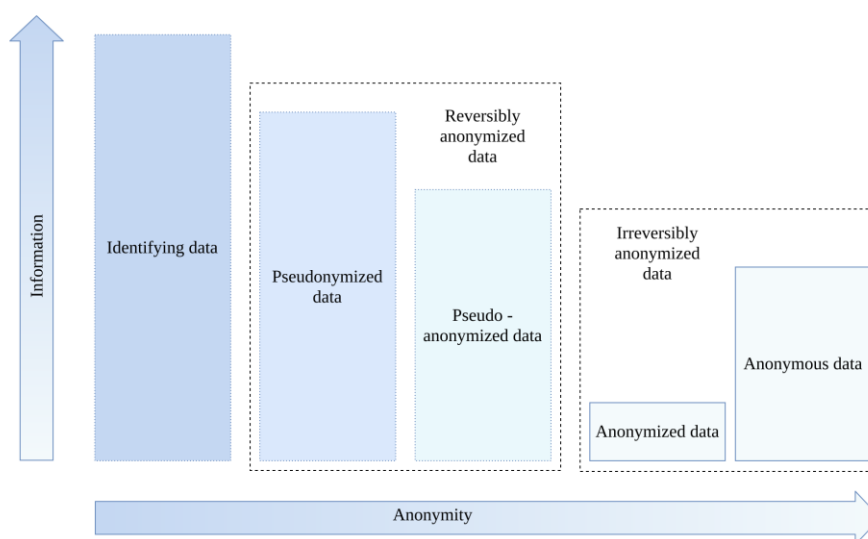 Information
Identifying data
Pseudonymized
data
Reversibly
anonymized
data
Pseudo -
anonymized data
Irreversibly
anonymized
data
Anonymized data
Anonymous data
Anonymity